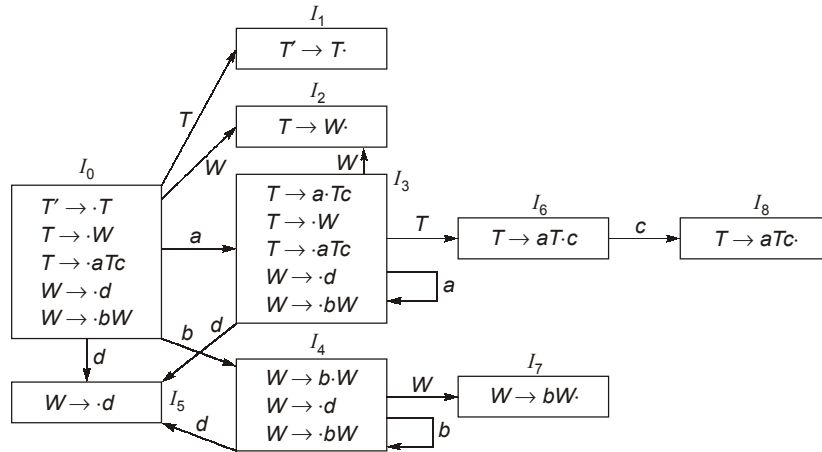 I1
T′ → T·
I2
T → W·
T
W
W
I0
T′ → ·T
T → ·W
T → ·aTc
W → ·d
W → ·bW
a
I3
T → a·Tc
T → ·W
T → ·aTc
W → ·d
W → ·bW
a
T
I6
T → aT·c
c
I8
T → aTc·
d
b
d
I5
W → ·d
d
I4
W → b·W
W → ·d
W → ·bW
b
W
I7
W → bW·